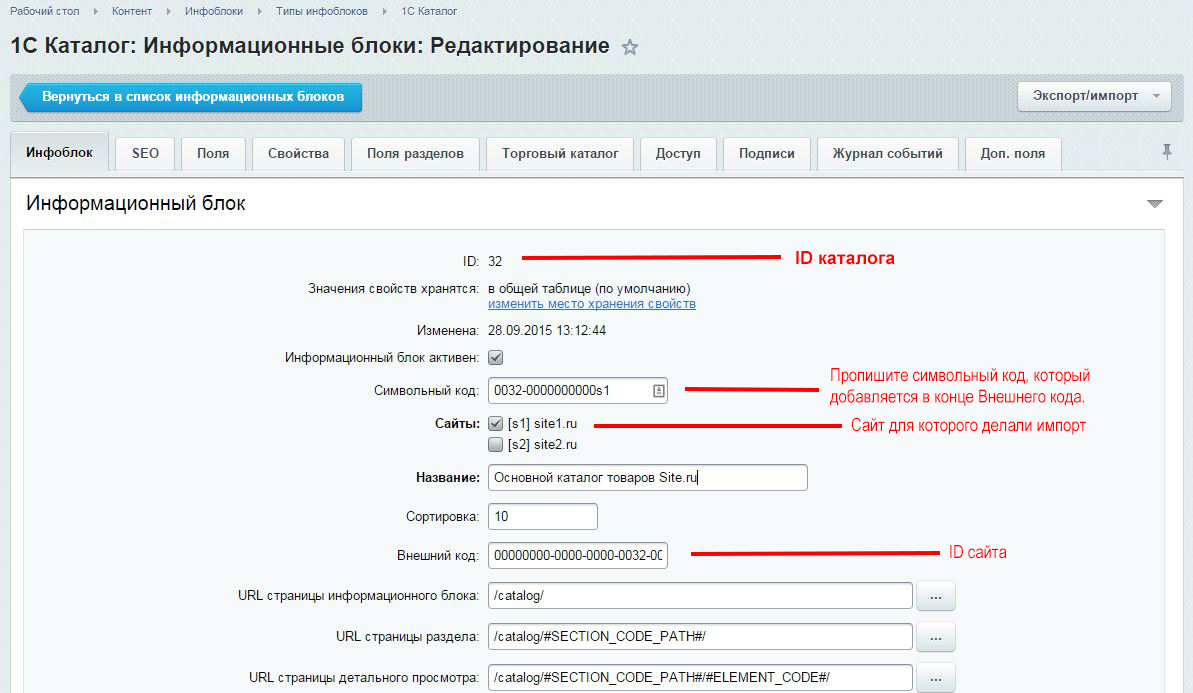 Рабочий стол Контент Инфоблоки Типы инфоблоков 1С Каталог
1С Каталог: Информационные блоки: Редактирование
Вернуться в список информационных блоков Экспорт/импорт
Инфоблок SEO Поля Свойства Поля разделов Торговый каталог Доступ Подписи Журнал событий Доп. поля
Информационный блок
ID: 32 ID каталога
Значения свойств хранятся: в общей таблице (по умолчанию)
изменить место хранения свойств
Изменена: 28.09.2015 13:12:44
Информационный блок активен:
Символьный код: 0032-0000000000s1 Пропишите символьный код, который
добавляется в конце Внешнего кода.
Сайты: [s1] site1.ru Сайт для которого делали импорт
[s2] site2.ru
Название: Основной каталог товаров Site.ru
Сортировка: 10
Внешний код: 00000000-0000-0000-0032-00 ID сайта
URL страницы информационного блока: /catalog/ ...
URL страницы раздела: /catalog/#SECTION_CODE_PATH#/ ...
URL страницы детального просмотра: /catalog/#SECTION_CODE_PATH#/#ELEMENT_CODE#/ ...